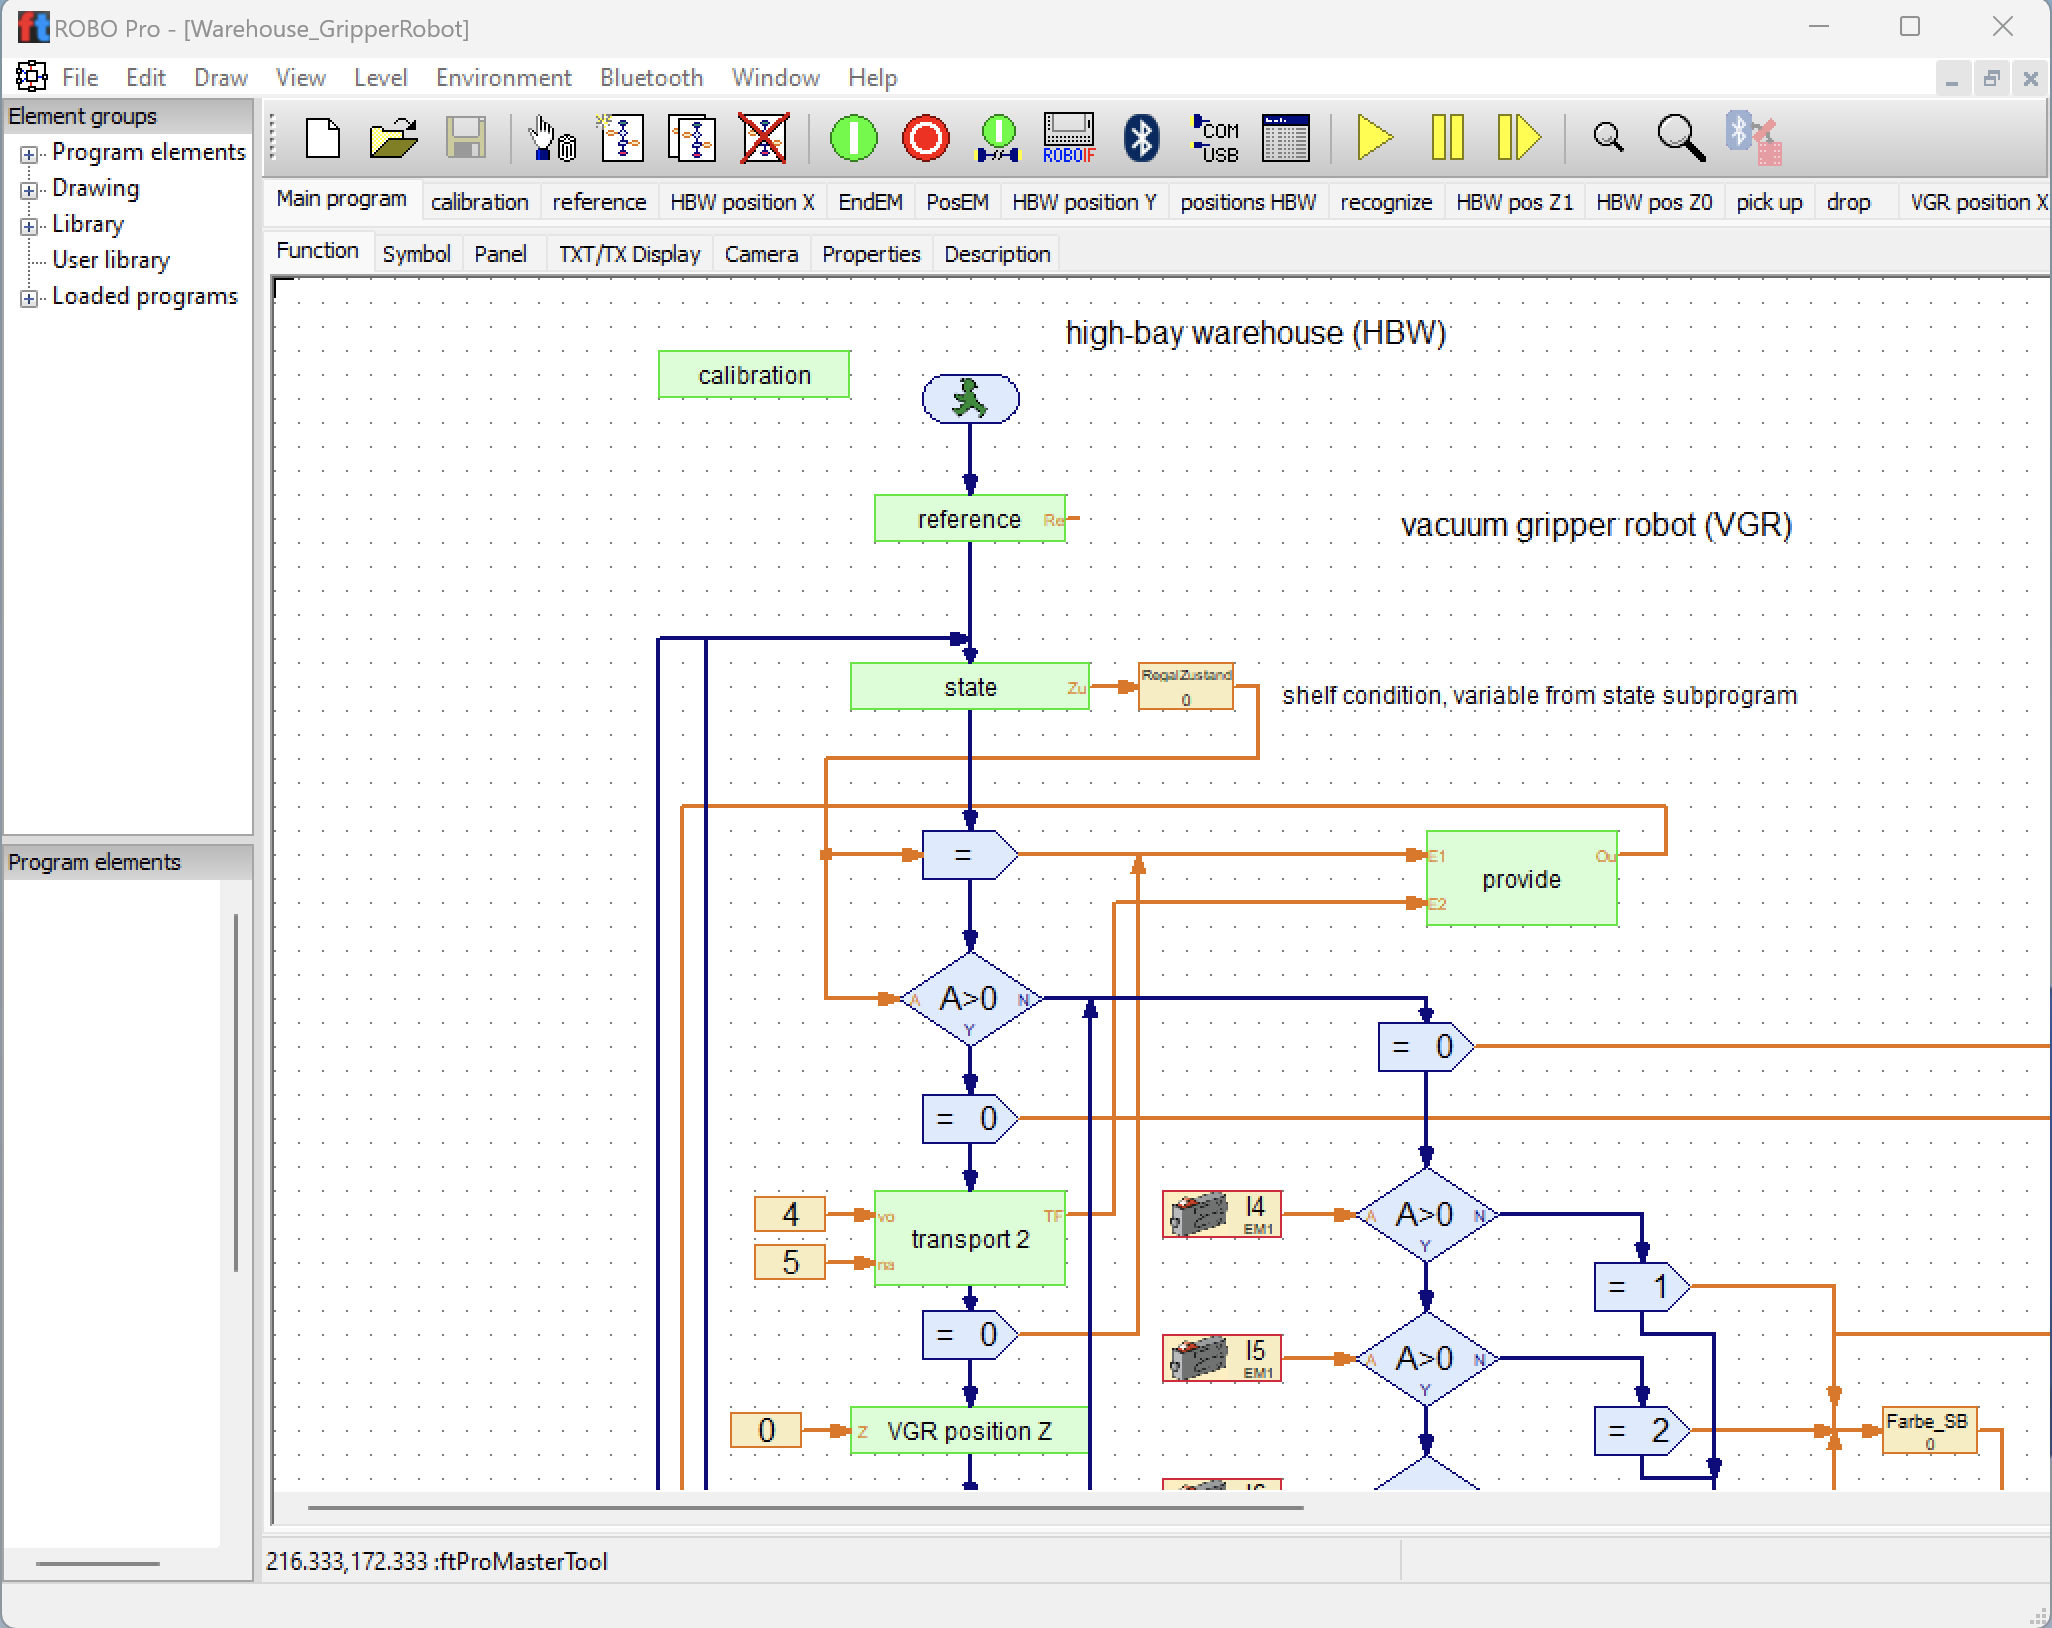 ROBO Pro - [Warehouse_GripperRobot]
File Edit Draw View Level Environment Bluetooth Window Help
Element groups
Program elements
Drawing
Library
User library
Loaded programs
ROBOIF
COM
USB
Main program calibration reference HBW position X EndEM PosEM HBW position Y positions HBW recognize HBW pos Z1 HBW pos Z0 pick up drop VGR position X
Function Symbol Panel TXT/TX Display Camera Properties Description
high-bay warehouse (HBW)
calibration
reference Re
vacuum gripper robot (VGR)
state Zu
RegalZustand
0
shelf condition, variable from state subprogram
=
E1 Ou
provide
E2
A A>0 N
Y
= 0
= 0
4 vo TF
transport 2
5 na
I4
EM1
A A>0 N
Y
= 1
= 0
I5
EM1
A A>0 N
Y
0 Z VGR position Z
= 2
Farbe_SB
0
Program elements
216.333,172.333 :ftProMasterTool